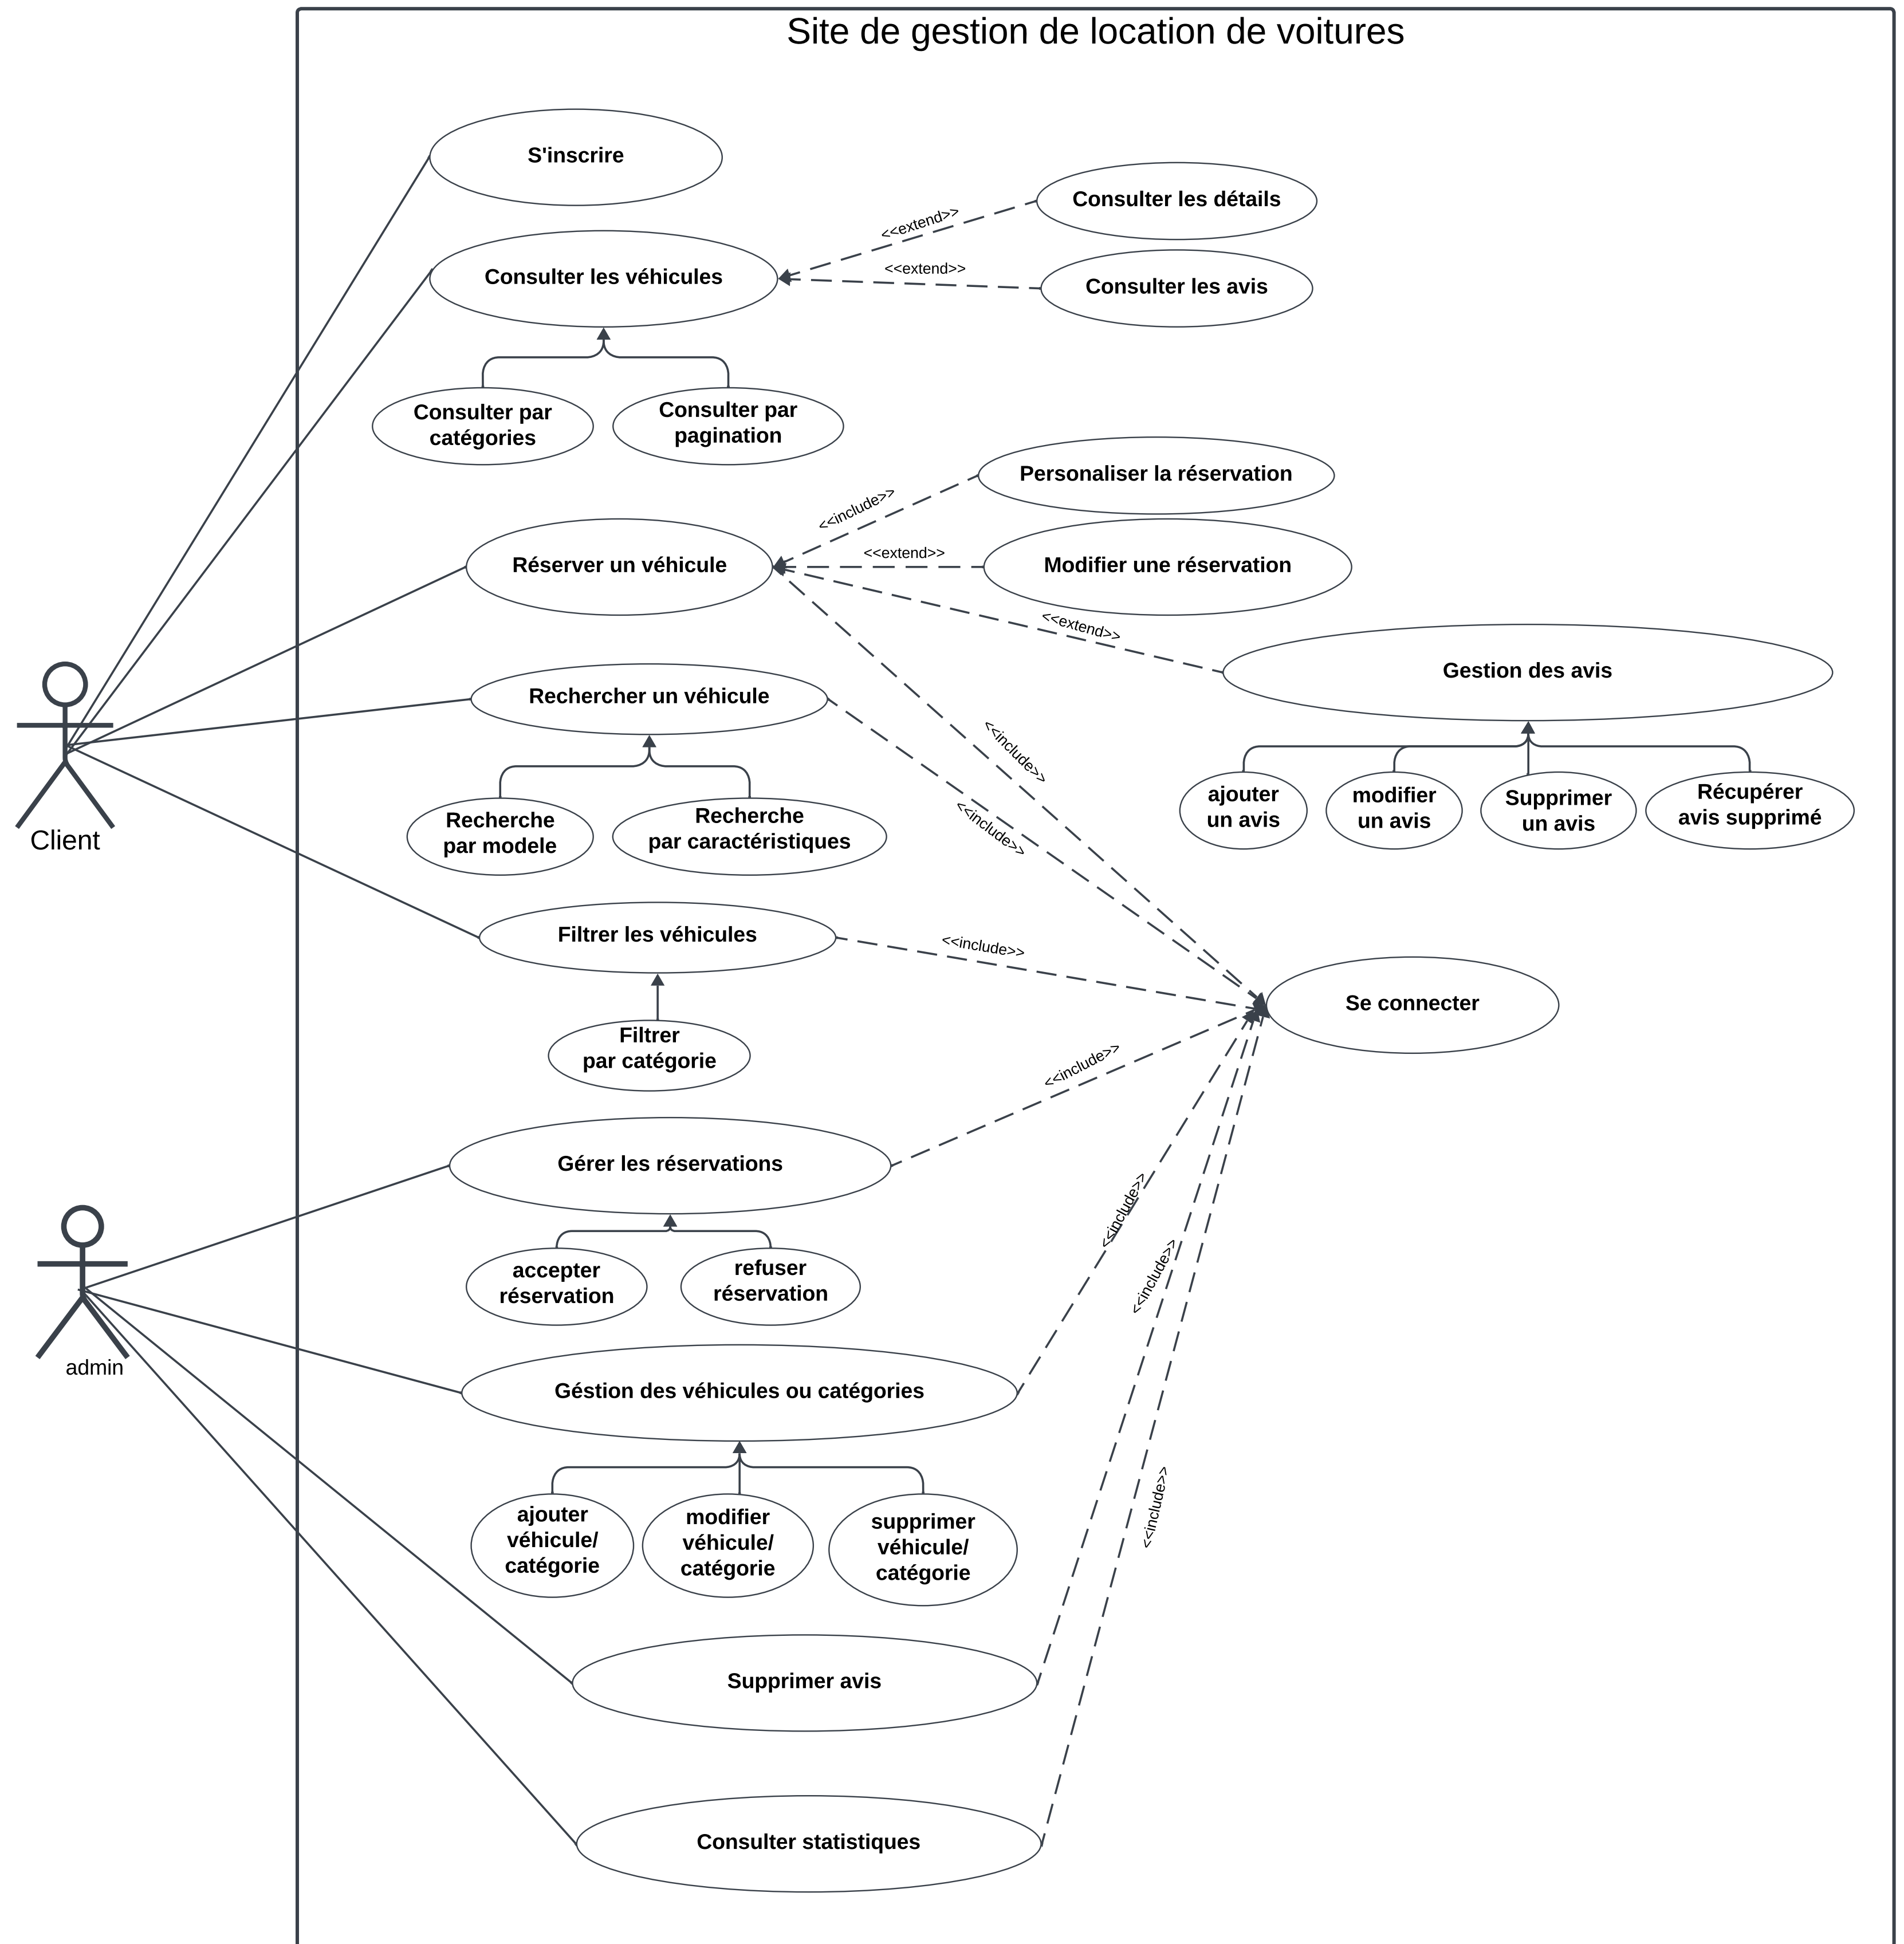 Site de gestion de location de voitures
S'inscrire
Consulter les détails
<<extend>>
Consulter les véhicules
<<extend>>
Consulter les avis
Consulter par
catégories
Consulter par
pagination
Personaliser la réservation
<<include>>
Réserver un véhicule
<<extend>>
Modifier une réservation
<<extend>>
Gestion des avis
Rechercher un véhicule
<<include>>
<<include>>
ajouter
un avis
modifier
un avis
Supprimer
un avis
Récupérer
avis supprimé
Recherche
par modele
Recherche
par caractéristiques
Client
Filtrer les véhicules
<<include>>
Se connecter
Filtrer
par catégorie
<<include>>
Gérer les réservations
<<include>>
accepter
réservation
refuser
réservation
<<include>>
admin
Géstion des véhicules ou catégories
<<include>>
ajouter
véhicule/
catégorie
modifier
véhicule/
catégorie
supprimer
véhicule/
catégorie
Supprimer avis
Consulter statistiques